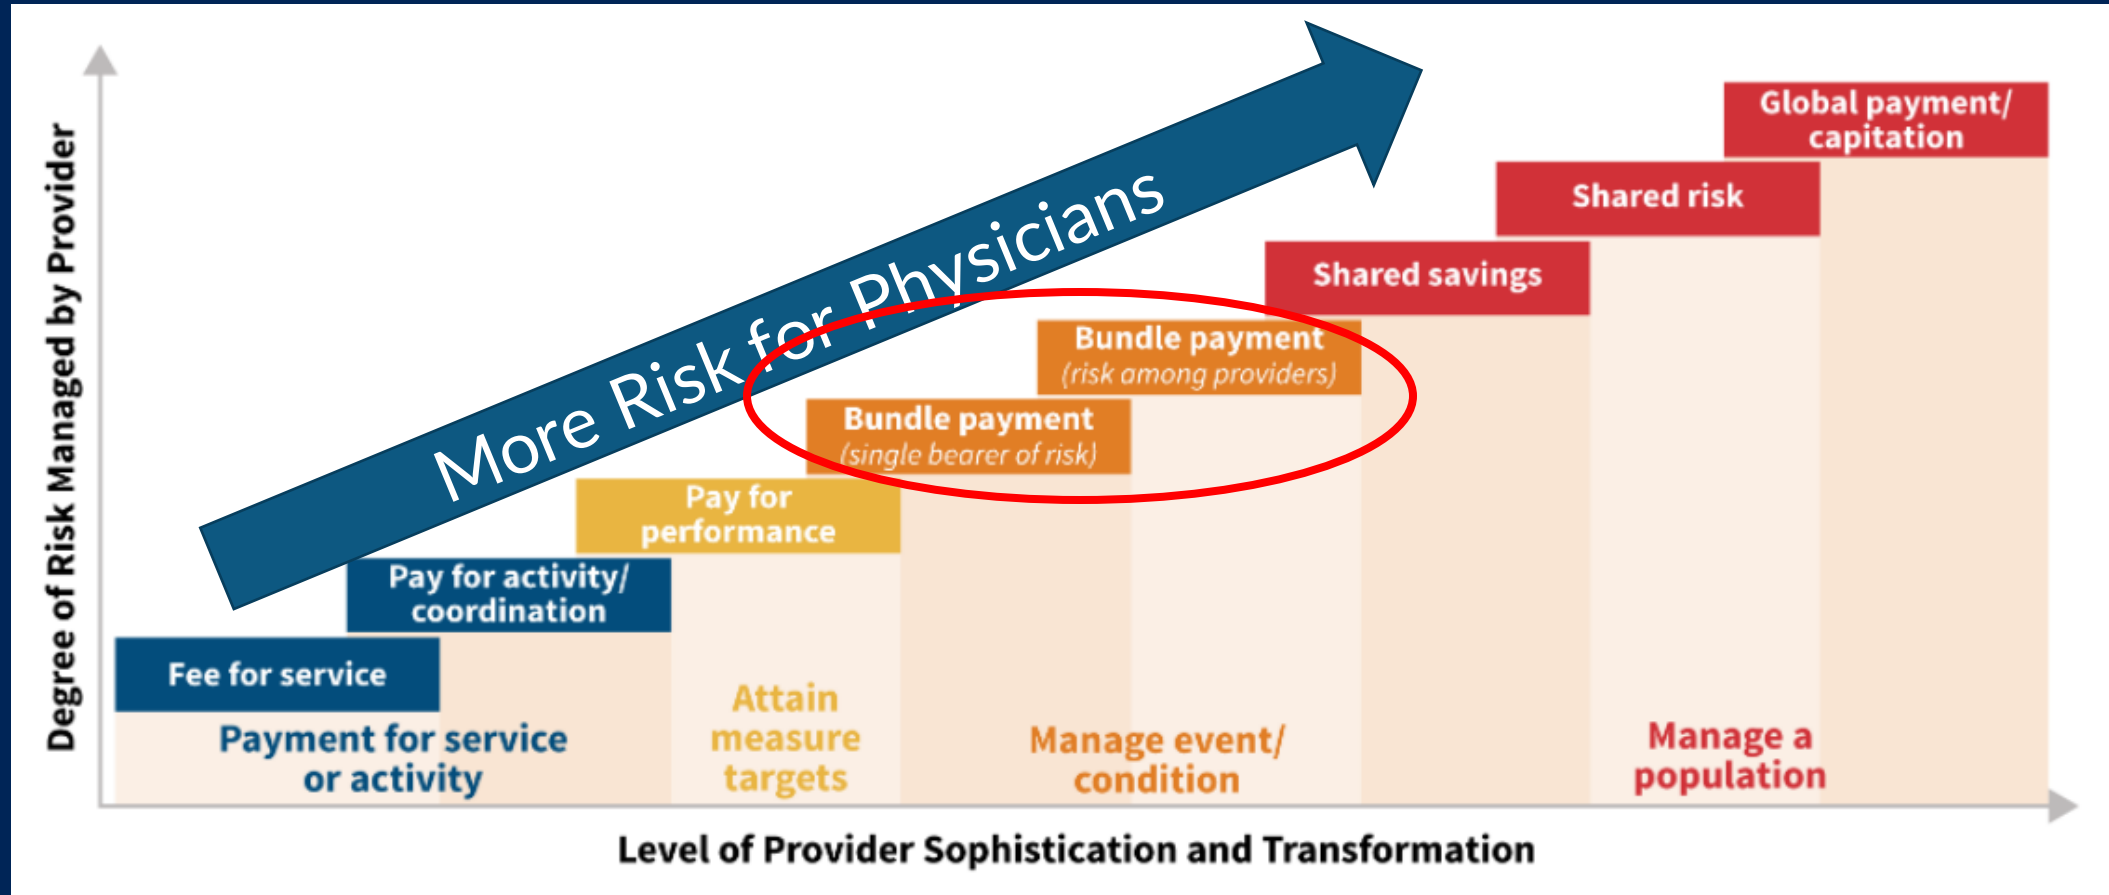 Degree of Risk Managed by Provider
More Risk for Physicians
Global payment/
capitation
Shared risk
Shared savings
Bundle payment
(risk among providers)
Bundle payment
(single bearer of risk)
Pay for
performance
Pay for activity/
coordination
Fee for service
Payment for service
or activity
Attain
measure
targets
Manage event/
condition
Manage a
population
Level of Provider Sophistication and Transformation